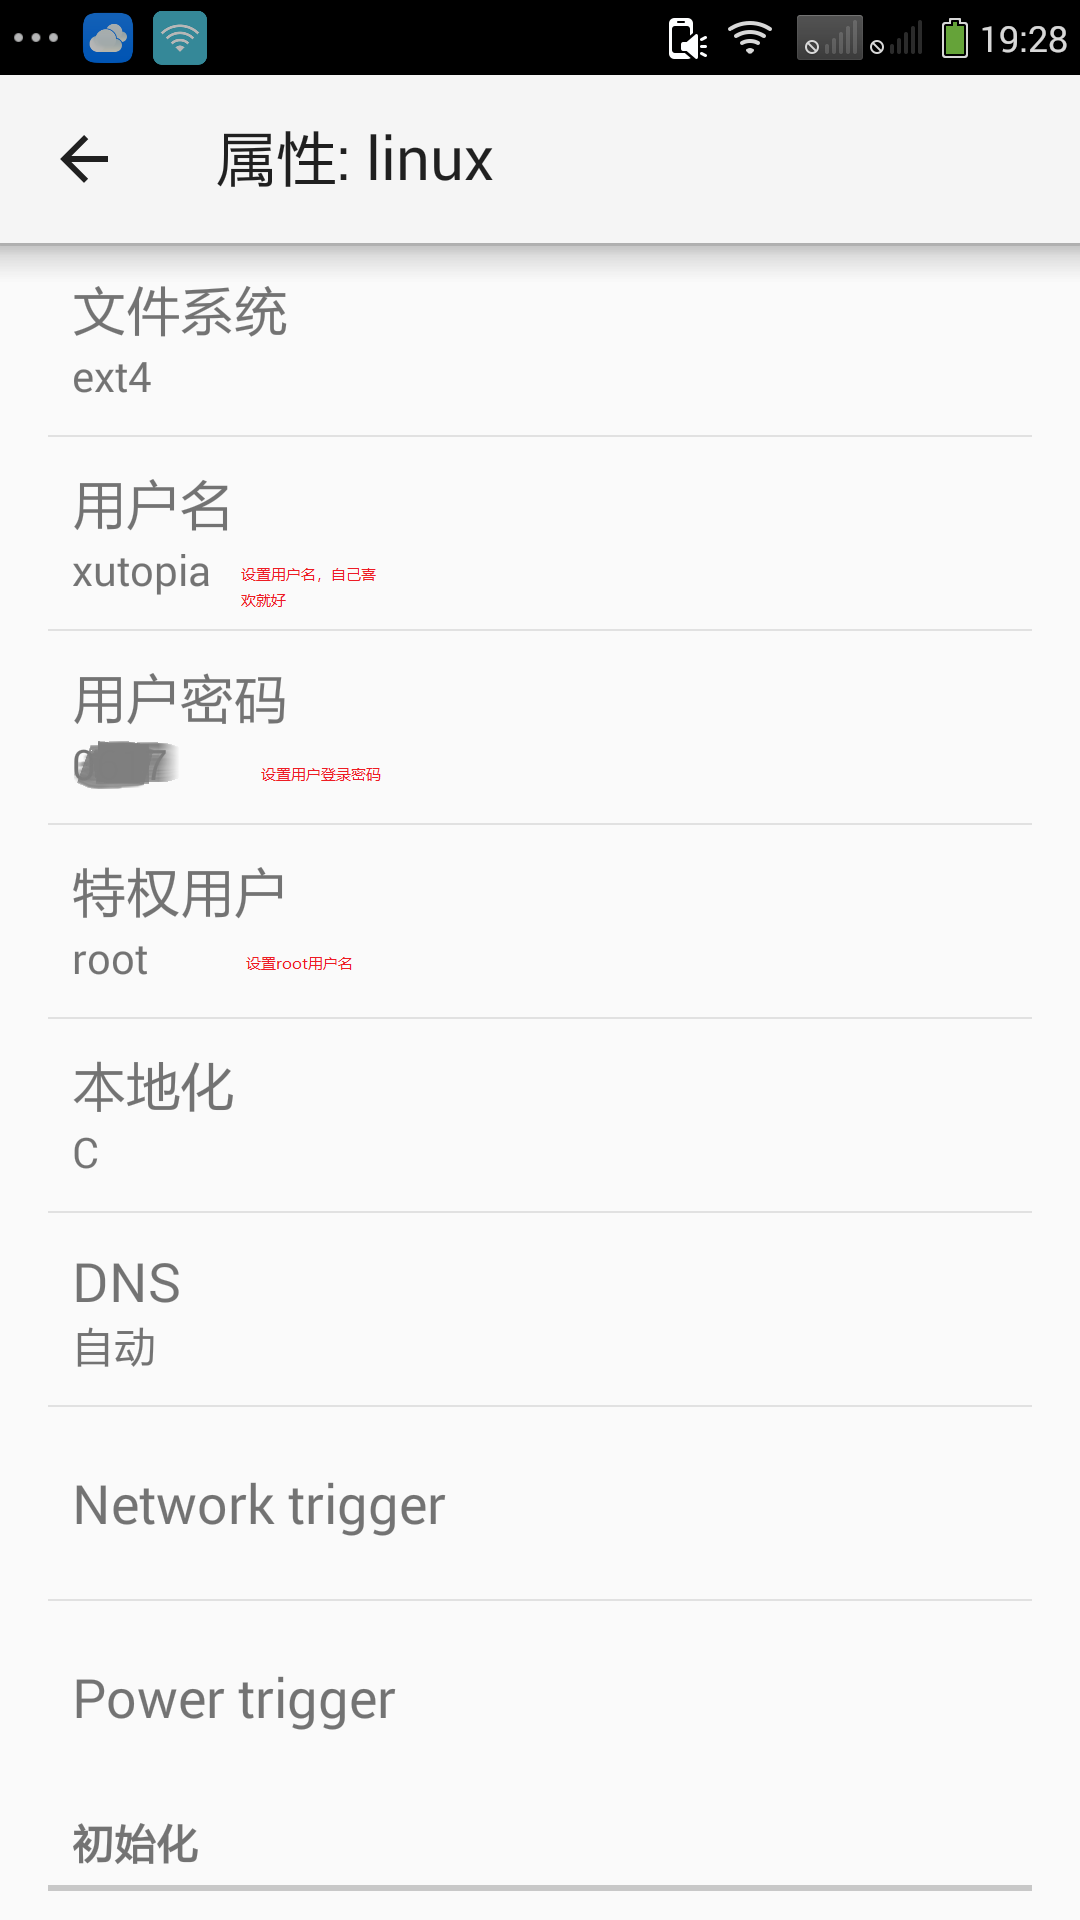 19:28
属性: linux
文件系统
ext4
用户名
xutopia
设置用户名，自己喜
欢就好
用户密码
设置用户登录密码
特权用户
root
设置root用户名
本地化
C
DNS
自动
Network trigger
Power trigger
初始化